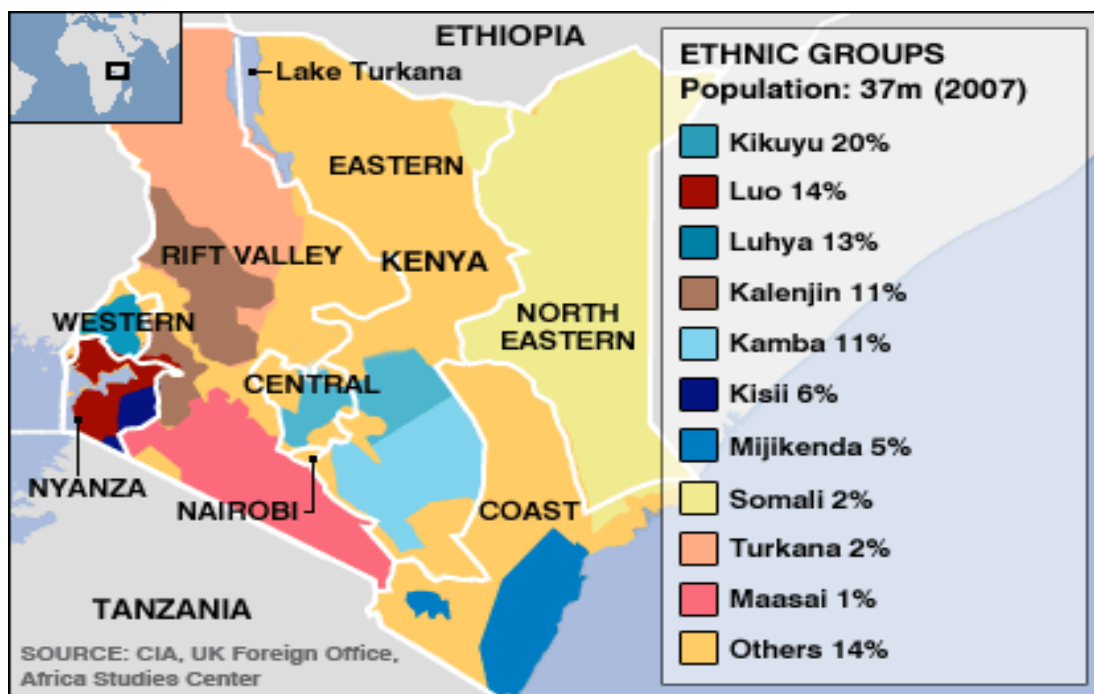 ETHIOPIA
Lake Turkana
EASTERN
RIFT VALLEY
KENYA
WESTERN
NORTH
EASTERN
CENTRAL
NYANZA
NAIROBI
COAST
TANZANIA
SOURCE: CIA, UK Foreign Office,
Africa Studies Center
ETHNIC GROUPS
Population: 37m (2007)
Kikuyu 20%
Luo 14%
Luhya 13%
Kalenjin 11%
Kamba 11%
Kisii 6%
Mijikenda 5%
Somali 2%
Turkana 2%
Maasai 1%
Others 14%